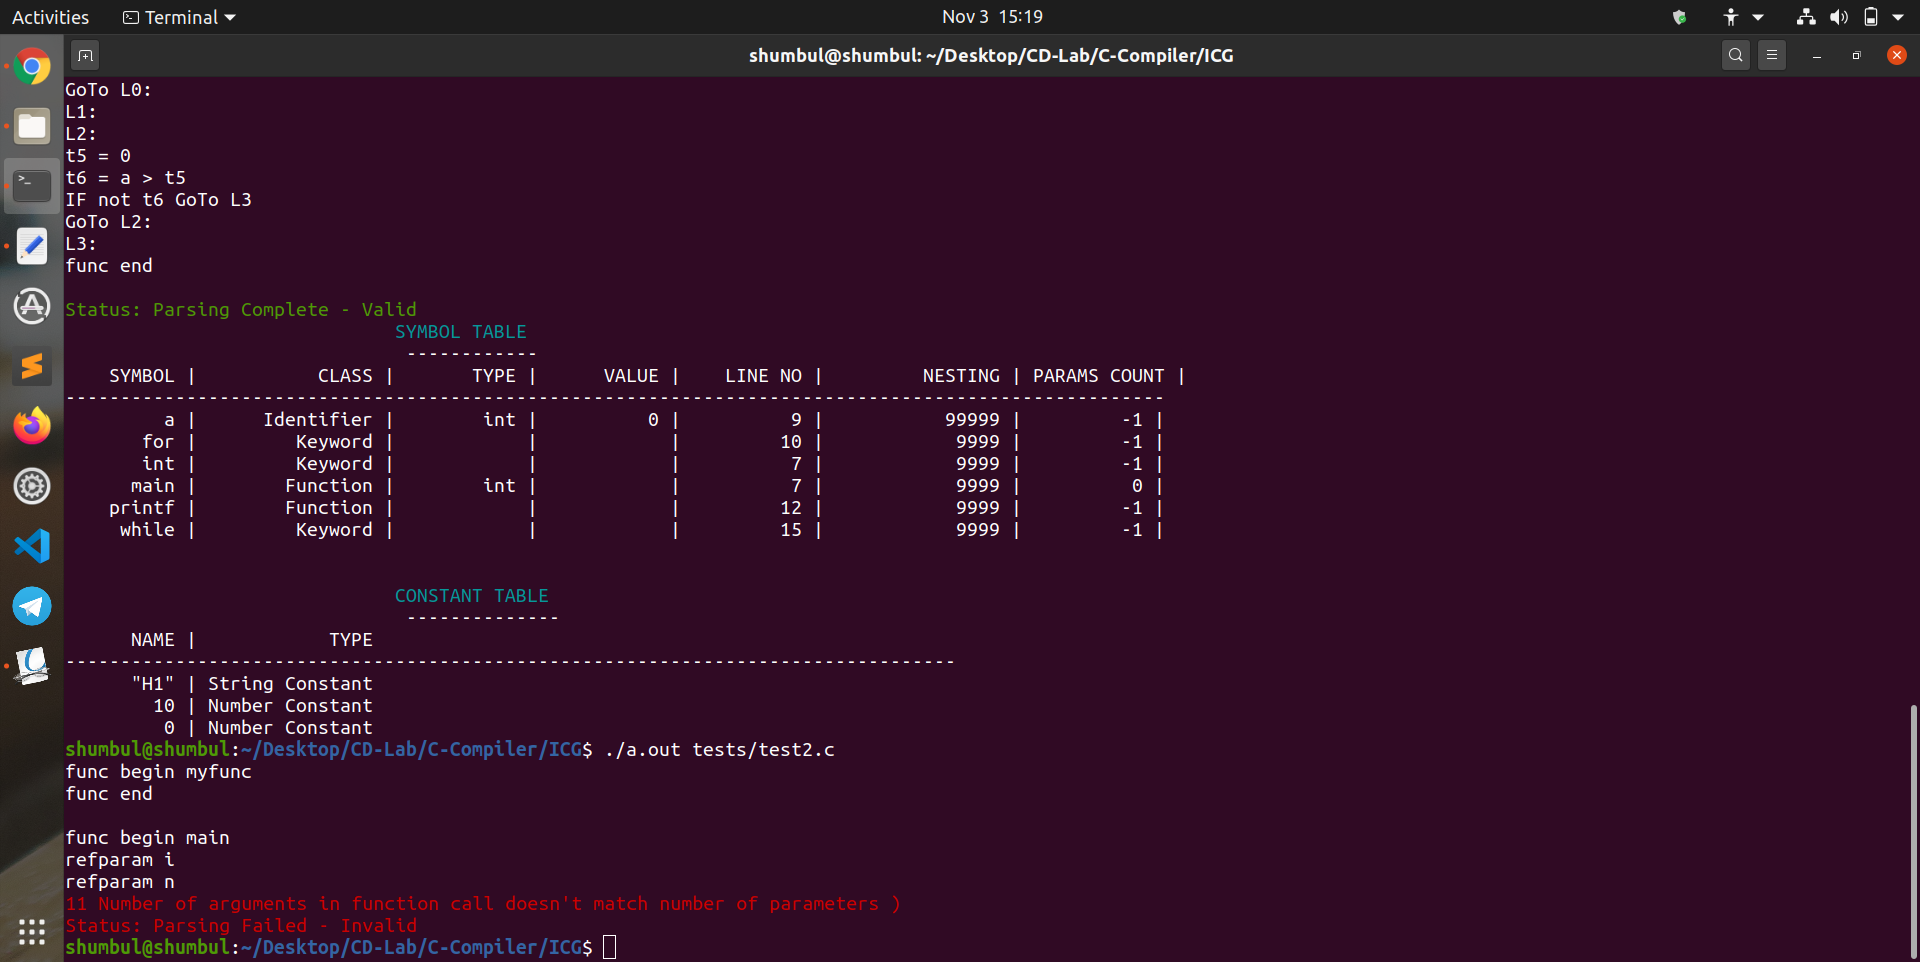 Activities Terminal Nov 3 15:19
shumbul@shumbul: ~/Desktop/CD-Lab/C-Compiler/ICG
GoTo L0:
L1:
L2:
t5 = 0
t6 = a > t5
IF not t6 GoTo L3
GoTo L2:
L3:
func end
Status: Parsing Complete - Valid
SYMBOL TABLE
------------
SYMBOL | CLASS | TYPE | VALUE | LINE NO | NESTING | PARAMS COUNT |
----------------------------------------------------------------------------------------------------
a | Identifier | int | 0 | 9 | 99999 | -1 |
for | Keyword | | | 10 | 9999 | -1 |
int | Keyword | | | 7 | 9999 | -1 |
main | Function | int | | 7 | 9999 | 0 |
printf | Function | | | 12 | 9999 | -1 |
while | Keyword | | | 15 | 9999 | -1 |
CONSTANT TABLE
--------------
NAME | TYPE
---------------------------------------------------------------------------------
"H1" | String Constant
10 | Number Constant
0 | Number Constant
shumbul@shumbul:~/Desktop/CD-Lab/C-Compiler/ICG$ ./a.out tests/test2.c
func begin myfunc
func end
func begin main
refparam i
refparam n
11 Number of arguments in function call doesn't match number of parameters )
Status: Parsing Failed - Invalid
shumbul@shumbul:~/Desktop/CD-Lab/C-Compiler/ICG$